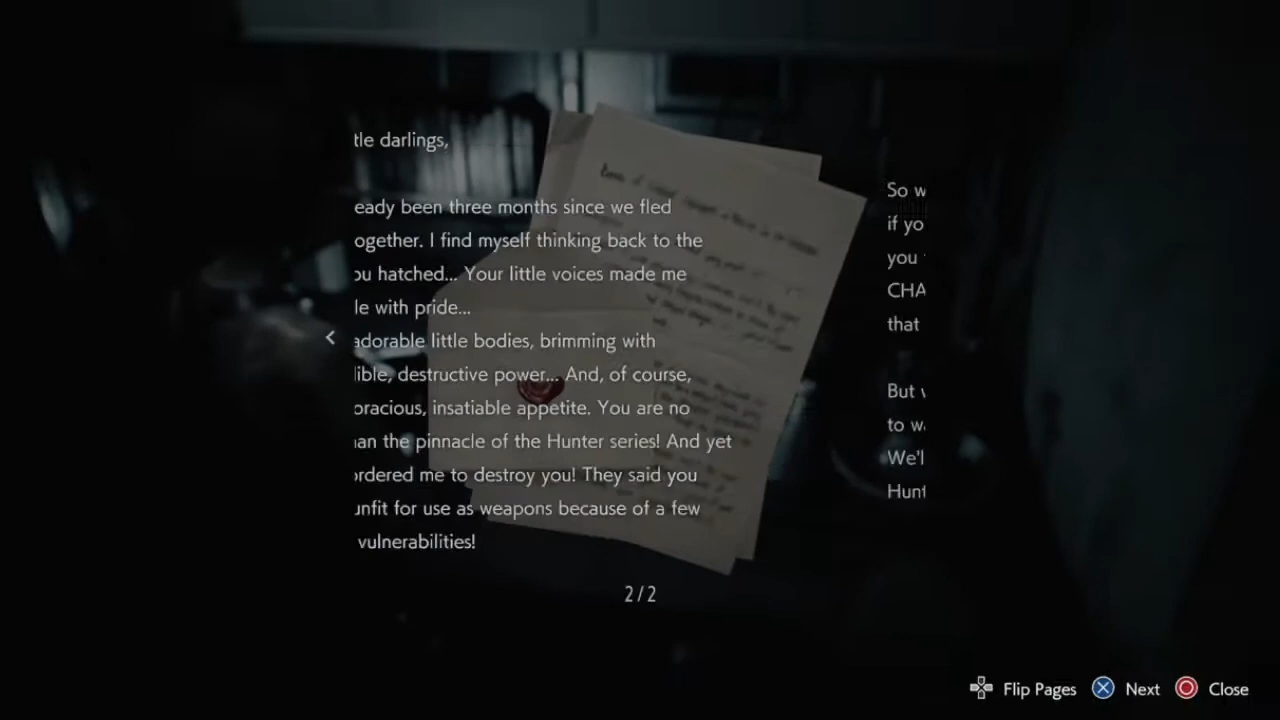 tle darlings,
eady been three months since we fled
ogether. I find myself thinking back to the
ou hatched... Your little voices made me
le with pride...
adorable little bodies, brimming with
lible, destructive power... And, of course,
oracious, insatiable appetite. You are no
han the pinnacle of the Hunter series! And yet
ordered me to destroy you! They said you
unfit for use as weapons because of a few
vulnerabilities!
So w
if yo
you
CHA
that
But
to w
We'l
Hunt
<
2/2
Flip Pages Next Close